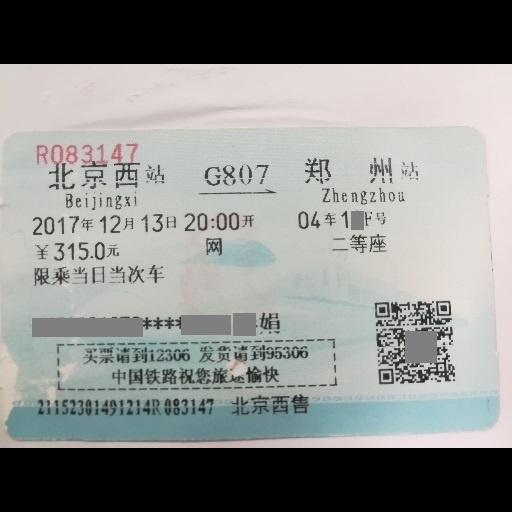 R083147
北京西站 G807 郑州站
Beijingxi Zhengzhou
2017年12月13日20:00开 04车1 F号
￥315.0元 网 二等座
限乘当日当次车
**** 娟
买票请到12306 发货请到95306
中国铁路祝您旅途愉快
21152301491214R083147 北京西售